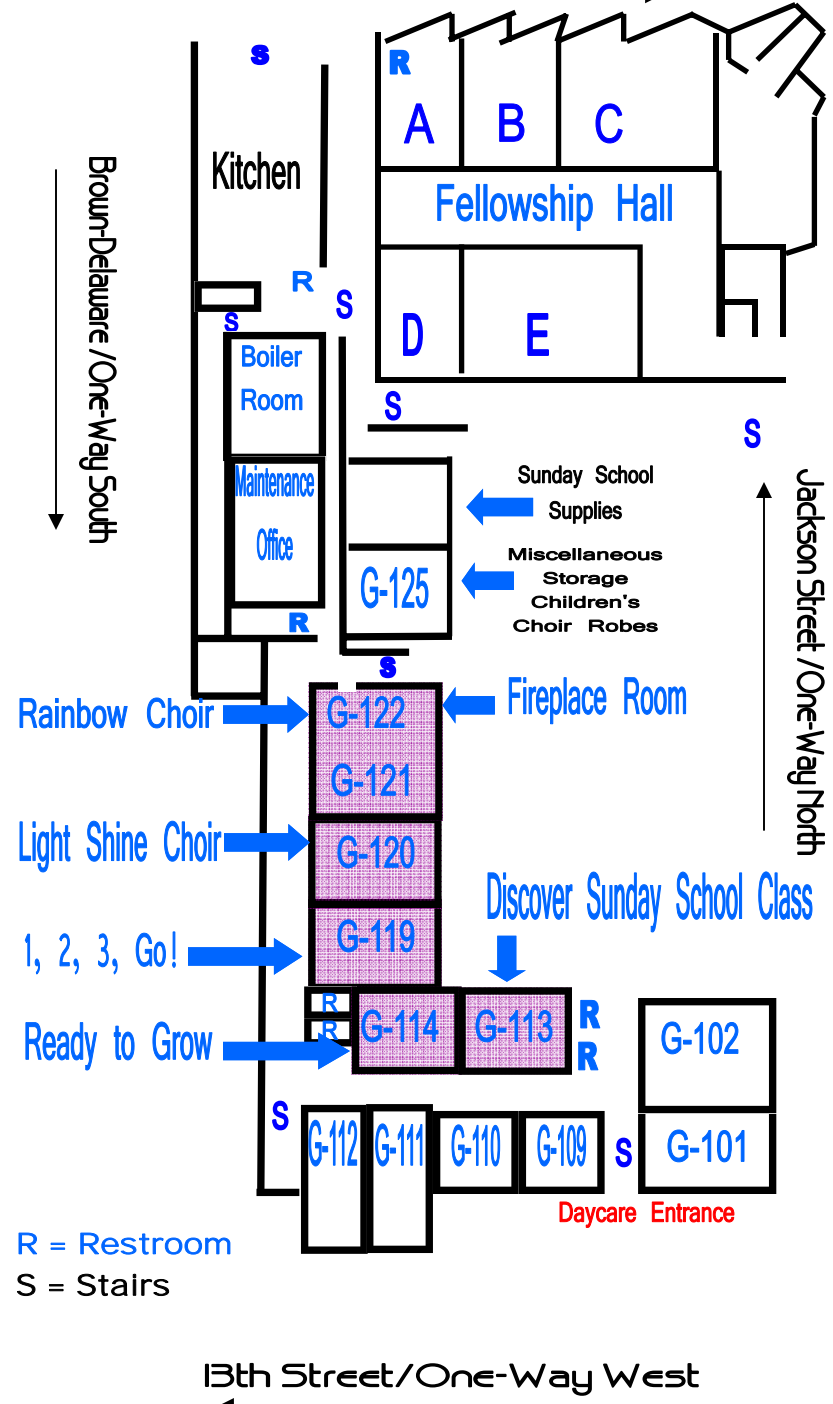 S
R
A
B
C
Kitchen
Fellowship Hall
Brown-Delaware /One-Way South
R
S
S
D
E
Boiler
Room
S
S
Maintenance
Office
Sunday School
Supplies
Jackson Street /One-Way North
G-125
Miscellaneous
Storage
Children's
Choir Robes
R
S
Rainbow Choir
G-122
Fireplace Room
G-121
Light Shine Choir
G-120
Discover Sunday School Class
1, 2, 3, Go!
G-119
R
R
Ready to Grow
G-114
G-113
R
R
G-102
S
G-112
G-111
G-110
G-109
S
G-101
Daycare Entrance
R = Restroom
S = Stairs
13th Street/One-Way West